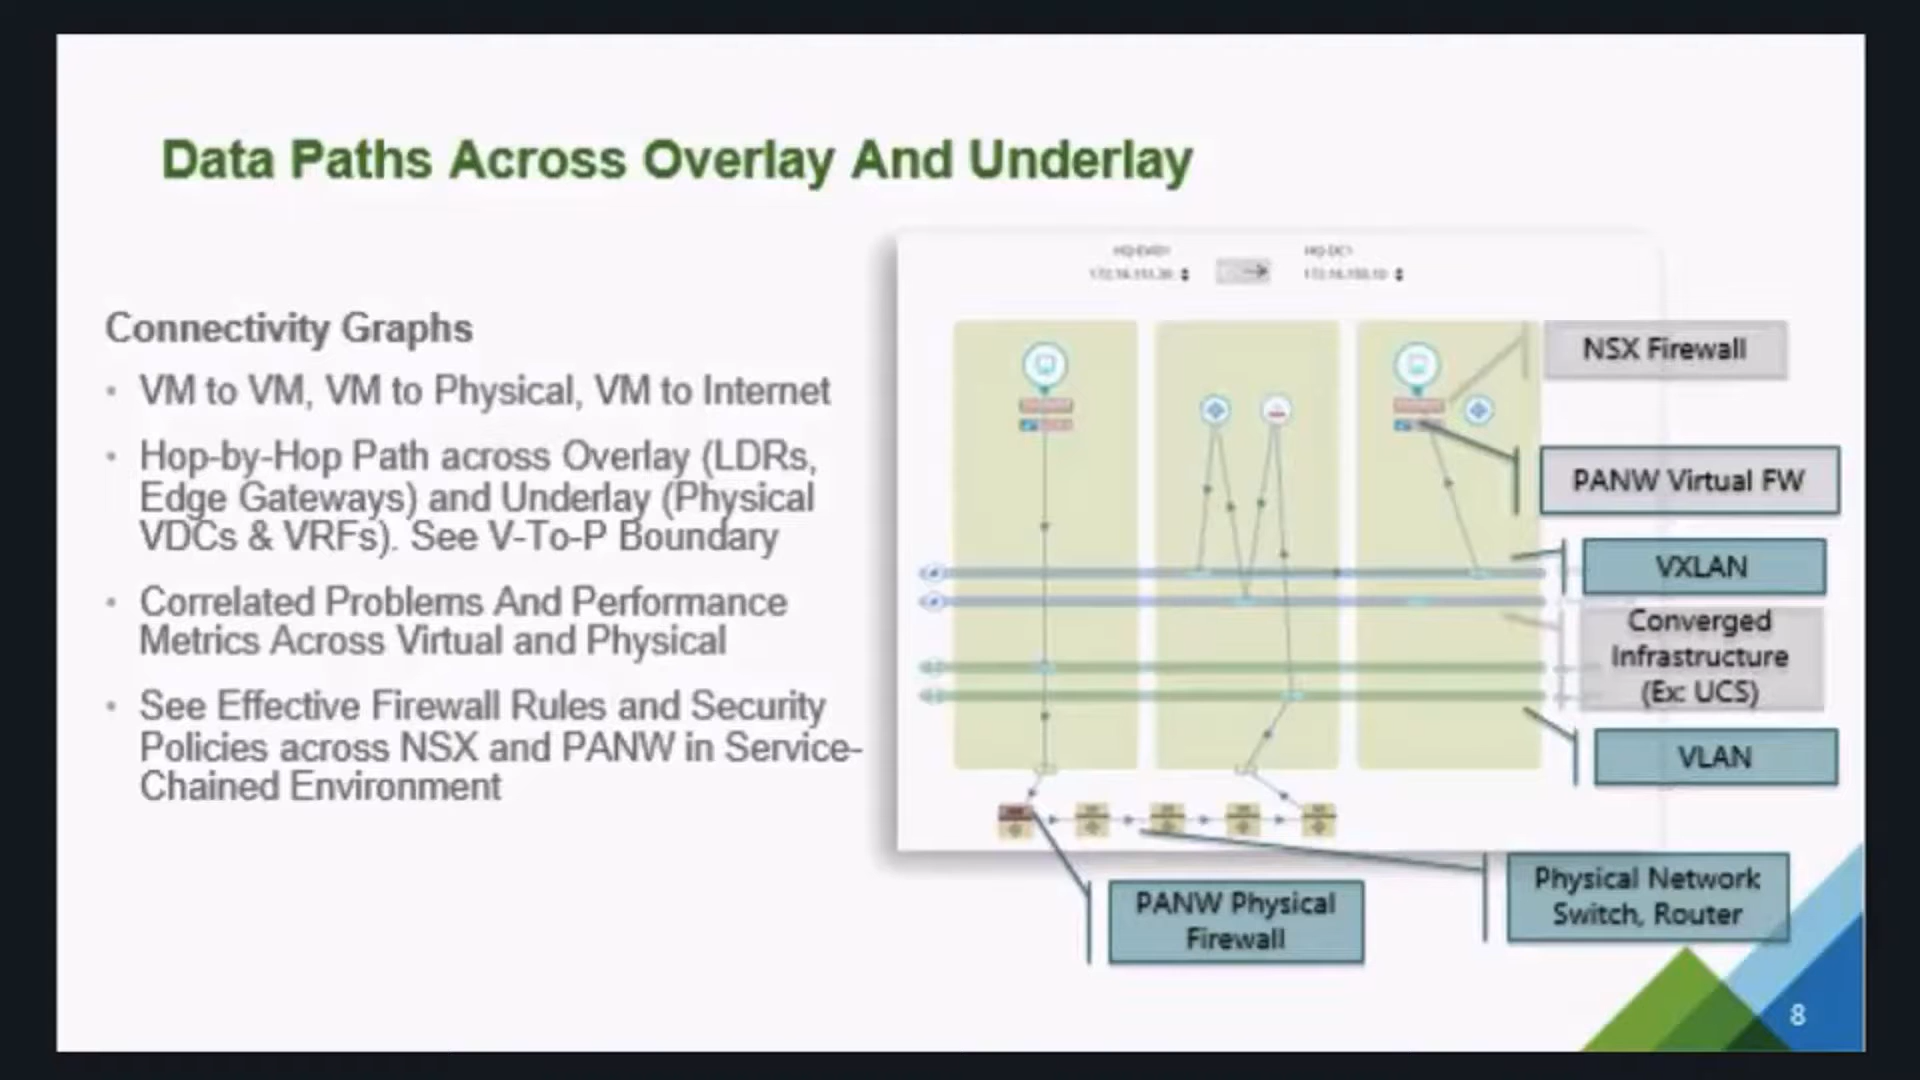 Data Paths Across Overlay And Underlay
Connectivity Graphs
• VM to VM, VM to Physical, VM to Internet
• Hop-by-Hop Path across Overlay (LDRs,
Edge Gateways) and Underlay (Physical
VDCs & VRFs). See V-To-P Boundary
• Correlated Problems And Performance
Metrics Across Virtual and Physical
• See Effective Firewall Rules and Security
Policies across NSX and PANW in Service-
Chained Environment
NSX Firewall
PANW Virtual FW
VXLAN
Converged
Infrastructure
(Ex: UCS)
VLAN
Physical Network
Switch, Router
PANW Physical
Firewall
8